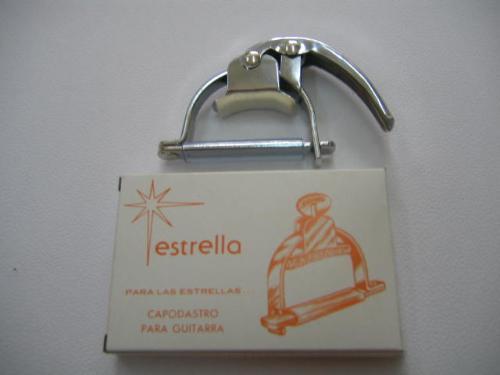 estrella
PARA LAS ESTRELLAS...
CAPODASTRO
PARA GUITARRA